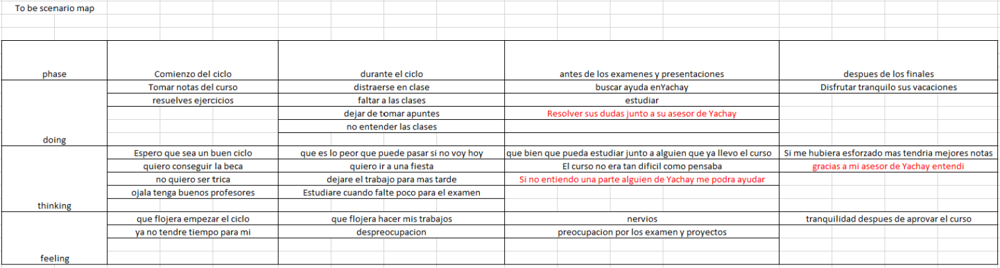 To be scenario map
phase Comienzo del ciclo durante el ciclo antes de los examenes y presentaciones despues de los finales
Tomar notas del curso distraerse en clase buscar ayuda enYachay Disfrutar tranquilo sus vacaciones
resuelves ejercicios faltar a las clases estudiar
dejar de tomar apuntes Resolver sus dudas junto a su asesor de Yachay
no entender las clases
doing
Espero que sea un buen ciclo que es lo peor que puede pasar si no voy hoy que bien que pueda estudiar junto a alguien que ya llevo el curso Si me hubiera esforzado mas tendria mejores notas
quiero conseguir la beca quiero ir a una fiesta El curso no era tan dificil como pensaba gracias a mi asesor de Yachay entendi
no quiero ser trica dejare el trabajo para mas tarde Si no entiendo una parte alguien de Yachay me podra ayudar
ojala tenga buenos profesores Estudiare cuando falte poco para el examen
thinking
que flojera empezar el ciclo que flojera hacer mis trabajos nervios tranquilidad despues de aprovar el curso
ya no tendre tiempo para mi despreocupacion preocupacion por los examen y proyectos
feeling